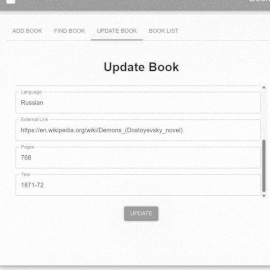 ADD BOOK FIND BOOK UPDATE BOOK BOOK LIST
Update Book
Language
Russian
External Link
https://en.wikipedia.org/wiki/Demons_(Dostoyevsky_novel)
Pages
768
Year
1871-72
UPDATE